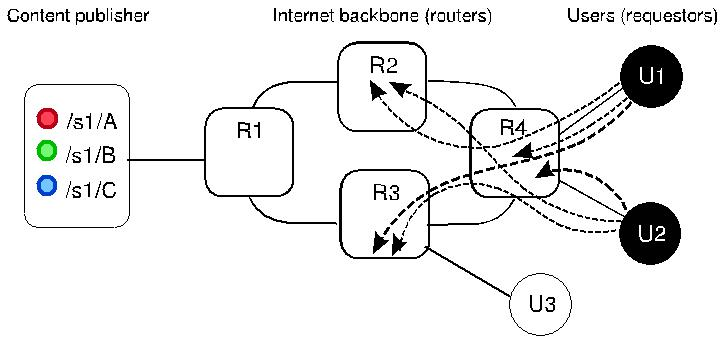 Content publisher
Internet backbone (routers)
Users (requestors)
R2
U1
/s1/A
/s1/B
/s1/C
R1
R4
R3
U2
U3